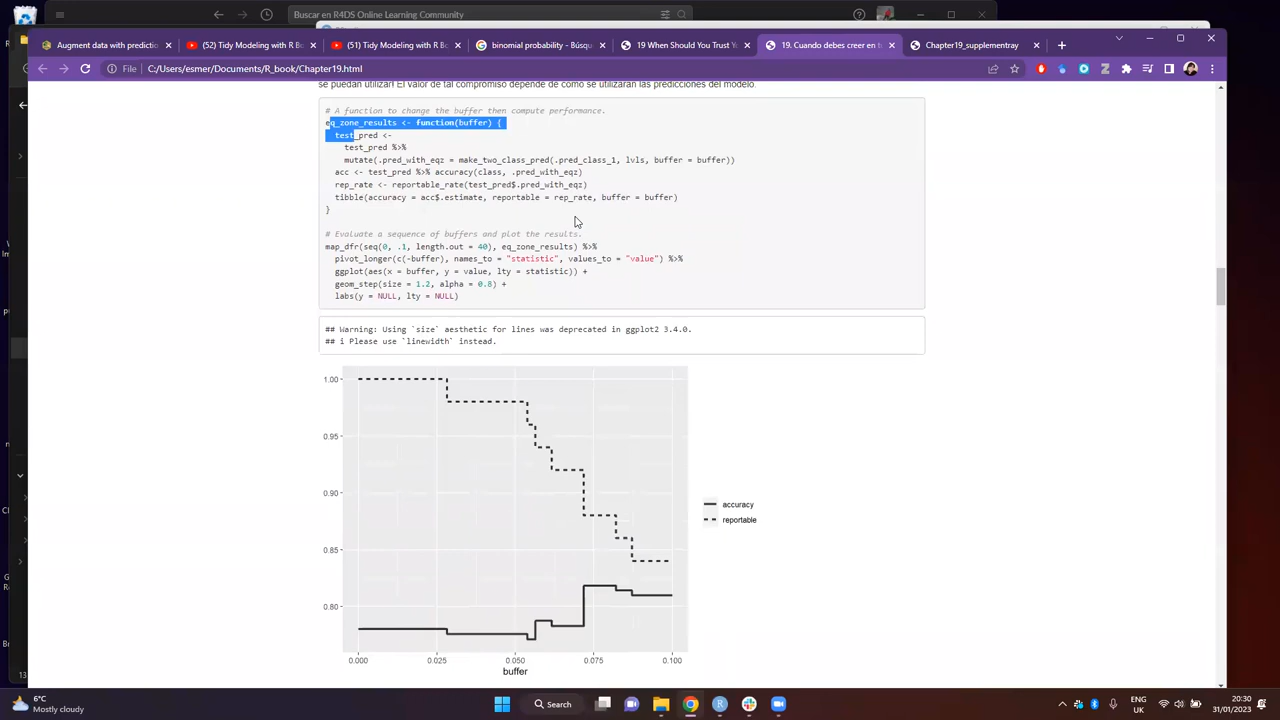 Buscar en R4DS Online Learning Community
Augment data with predictio
(52) Tidy Modeling with R Bo
(51) Tidy Modeling with R Bo
binomial probability - Búsqu
19 When Should You Trust Y
19. Cuando debes creer en t
Chapter19_supplementray
File
C:/Users/esmer/Documents/R_book/Chapter19.html
se puedan utilizar! El valor de tal compromiso depende de cómo se utilizarán las predicciones del modelo.
# A function to change the buffer then compute performance.
eq_zone_results <- function(buffer) {
test_pred <-
test_pred %>%
mutate(.pred_with_eqz = make_two_class_pred(.pred_class_1, lvls, buffer = buffer))
acc <- test_pred %>% accuracy(class, .pred_with_eqz)
rep_rate <- reportable_rate(test_pred$.pred_with_eqz)
tibble(accuracy = acc$.estimate, reportable = rep_rate, buffer = buffer)
}
# Evaluate a sequence of buffers and plot the results.
map_dfr(seq(0, .1, length.out = 40), eq_zone_results) %>%
pivot_longer(c(-buffer), names_to = "statistic", values_to = "value") %>%
ggplot(aes(x = buffer, y = value, lty = statistic)) +
geom_step(size = 1.2, alpha = 0.8) +
labs(y = NULL, lty = NULL)
## Warning: Using `size` aesthetic for lines was deprecated in ggplot2 3.4.0.
## i Please use `linewidth` instead.
1.00
0.95
0.90
0.85
0.80
accuracy
reportable
0.000
0.025
0.050
0.075
0.100
buffer
6°C
Mostly cloudy
Search
ENG
UK
20:30
31/01/2023